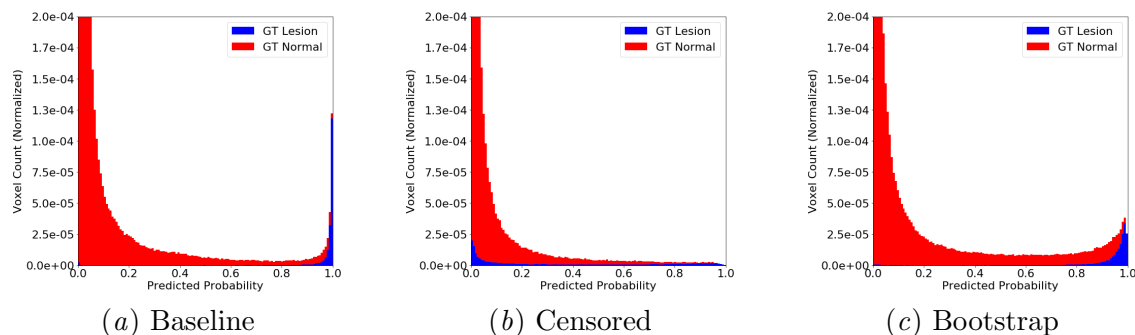 2.0e-04
1.7e-04
1.5e-04
1.2e-04
1.0e-04
7.5e-05
5.0e-05
2.5e-05
0.0e+00
Voxel Count (Normalized)
GT Lesion
GT Normal
0.0 0.2 0.4 0.6 0.8 1.0
Predicted Probability
(a) Baseline
2.0e-04
1.7e-04
1.5e-04
1.2e-04
1.0e-04
7.5e-05
5.0e-05
2.5e-05
0.0e+00
Voxel Count (Normalized)
GT Lesion
GT Normal
0.0 0.2 0.4 0.6 0.8 1.0
Predicted Probability
(b) Censored
2.0e-04
1.7e-04
1.5e-04
1.2e-04
1.0e-04
7.5e-05
5.0e-05
2.5e-05
0.0e+00
Voxel Count (Normalized)
GT Lesion
GT Normal
0.0 0.2 0.4 0.6 0.8 1.0
Predicted Probability
(c) Bootstrap